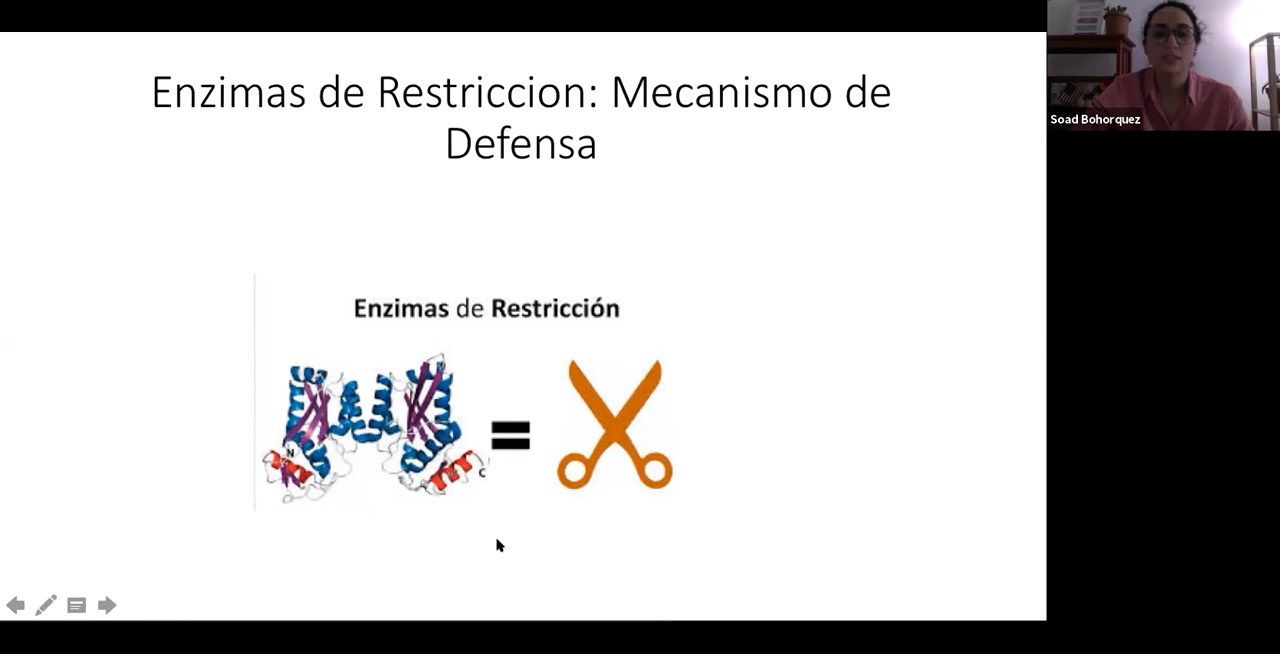 Enzimas de Restriccion: Mecanismo de
Defensa
Enzimas de Restricción
N
C
Soad Bohorquez